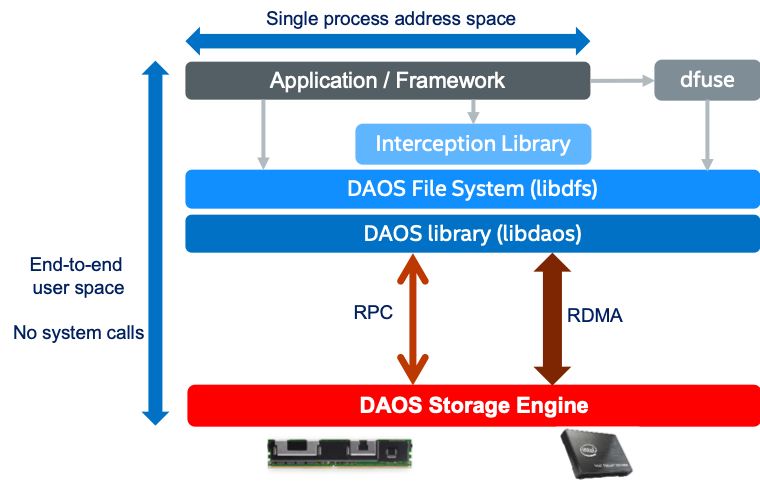 Single process address space
Application / Framework
dfuse
Interception Library
DAOS File System (libdfs)
DAOS library (libdaos)
End-to-end
user space
No system calls
RPC
RDMA
DAOS Storage Engine
intel